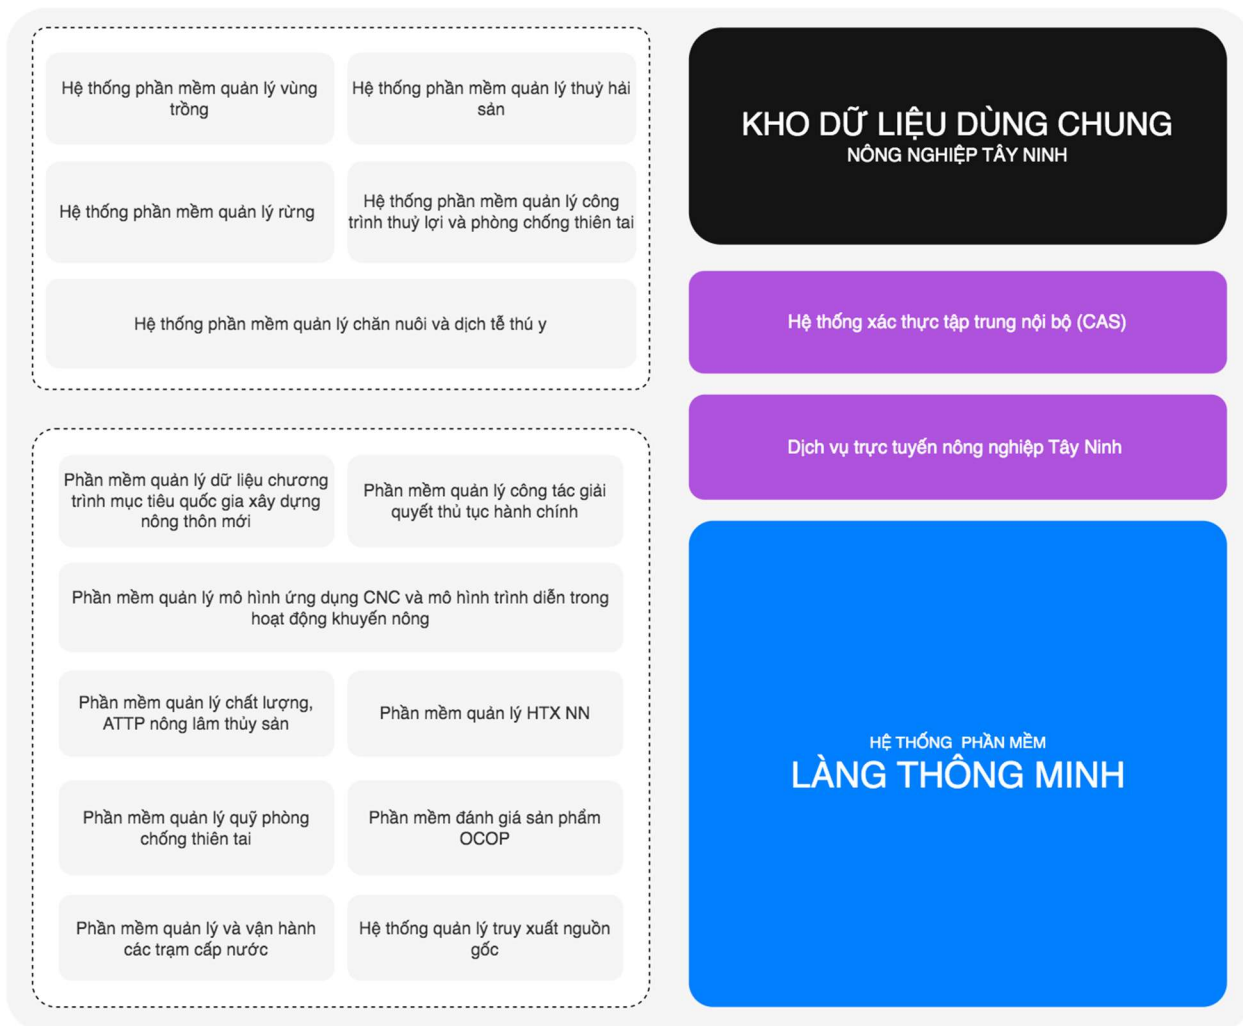 Hệ thống phần mềm quản lý vùng
trồng
Hệ thống phần mềm quản lý thuỷ hải
sản
Hệ thống phần mềm quản lý rừng
Hệ thống phần mềm quản lý công
trình thuỷ lợi và phòng chống thiên tai
Hệ thống phần mềm quản lý chăn nuôi và dịch tễ thú y
Phần mềm quản lý dữ liệu chương
trình mục tiêu quốc gia xây dựng
nông thôn mới
Phần mềm quản lý công tác giải
quyết thủ tục hành chính
Phần mềm quản lý mô hình ứng dụng CNC và mô hình trình diễn trong
hoạt động khuyến nông
Phần mềm quản lý chất lượng,
ATTP nông lâm thủy sản
Phần mềm quản lý HTX NN
Phần mềm quản lý quỹ phòng
chống thiên tai
Phần mềm đánh giá sản phẩm
OCOP
Phần mềm quản lý và vận hành
các trạm cấp nước
Hệ thống quản lý truy xuất nguồn
gốc
KHO DỮ LIỆU DÙNG CHUNG
NÔNG NGHIỆP TÂY NINH
Hệ thống xác thực tập trung nội bộ (CAS)
Dịch vụ trực tuyến nông nghiệp Tây Ninh
HỆ THỐNG PHẦN MỀM
LÀNG THÔNG MINH